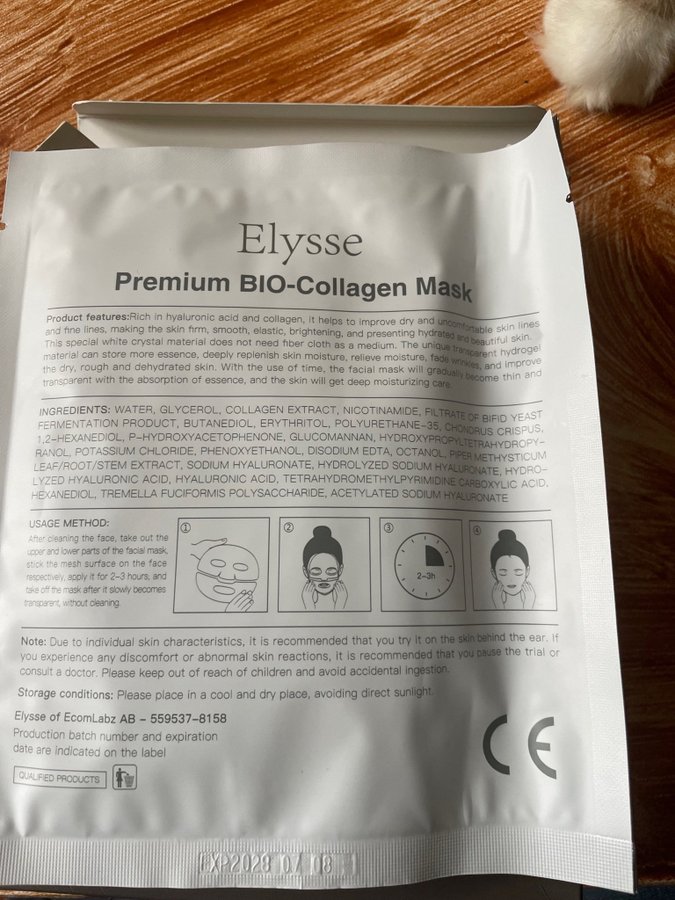 Elysse
Premium BIO-Collagen Mask
Product features:Rich in hyaluronic acid and collagen, it helps to improve dry and uncomfortable skin lines
and fine lines, making the skin firm, smooth, elastic, brightening, and presenting hydrated and beautiful skin.
This special white crystal material does not need fiber cloth as a medium. The unique transparent hydrogel
material can store more essence, deeply replenish skin moisture, relieve moisture, fade wrinkles, and improve
the dry, rough and dehydrated skin. With the use of time, the facial mask will gradually become thin and
transparent with the absorption of essence, and the skin will get deep moisturizing care.
INGREDIENTS: WATER, GLYCEROL, COLLAGEN EXTRACT, NICOTINAMIDE, FILTRATE OF BIFID YEAST
FERMENTATION PRODUCT, BUTANEDIOL, ERYTHRITOL, POLYURETHANE-35, CHONDRUS CRISPUS,
1,2-HEXANEDIOL, P-HYDROXYACETOPHENONE, GLUCOMANNAN, HYDROXYPROPYLTETRAHYDROPY-
RANOL, POTASSIUM CHLORIDE, PHENOXYETHANOL, DISODIUM EDTA, OCTANOL, PIPER METHYSTICUM
LEAF/ROOT/STEM EXTRACT, SODIUM HYALURONATE, HYDROLYZED SODIUM HYALURONATE, HYDRO-
LYZED HYALURONIC ACID, HYALURONIC ACID, TETRAHYDROMETHYLPYRIMIDINE CARBOXYLIC ACID,
HEXANEDIOL, TREMELLA FUCIFORMIS POLYSACCHARIDE, ACETYLATED SODIUM HYALURONATE
USAGE METHOD:
After cleaning the face, take out the
upper and lower parts of the facial mask,
stick the mesh surface on the face
respectively, apply it for 2-3 hours, and
take off the mask after it slowly becomes
transparent, without cleaning.
① ② ③ ④
2-3h
Note: Due to individual skin characteristics, it is recommended that you try it on the skin behind the ear. If
you experience any discomfort or abnormal skin reactions, it is recommended that you pause the trial or
consult a doctor. Please keep out of reach of children and avoid accidental ingestion.
Storage conditions: Please place in a cool and dry place, avoiding direct sunlight.
Elysse of EcomLabz AB - 559537-8158
Production batch number and expiration
date are indicated on the label
QUALIFIED PRODUCTS
CE